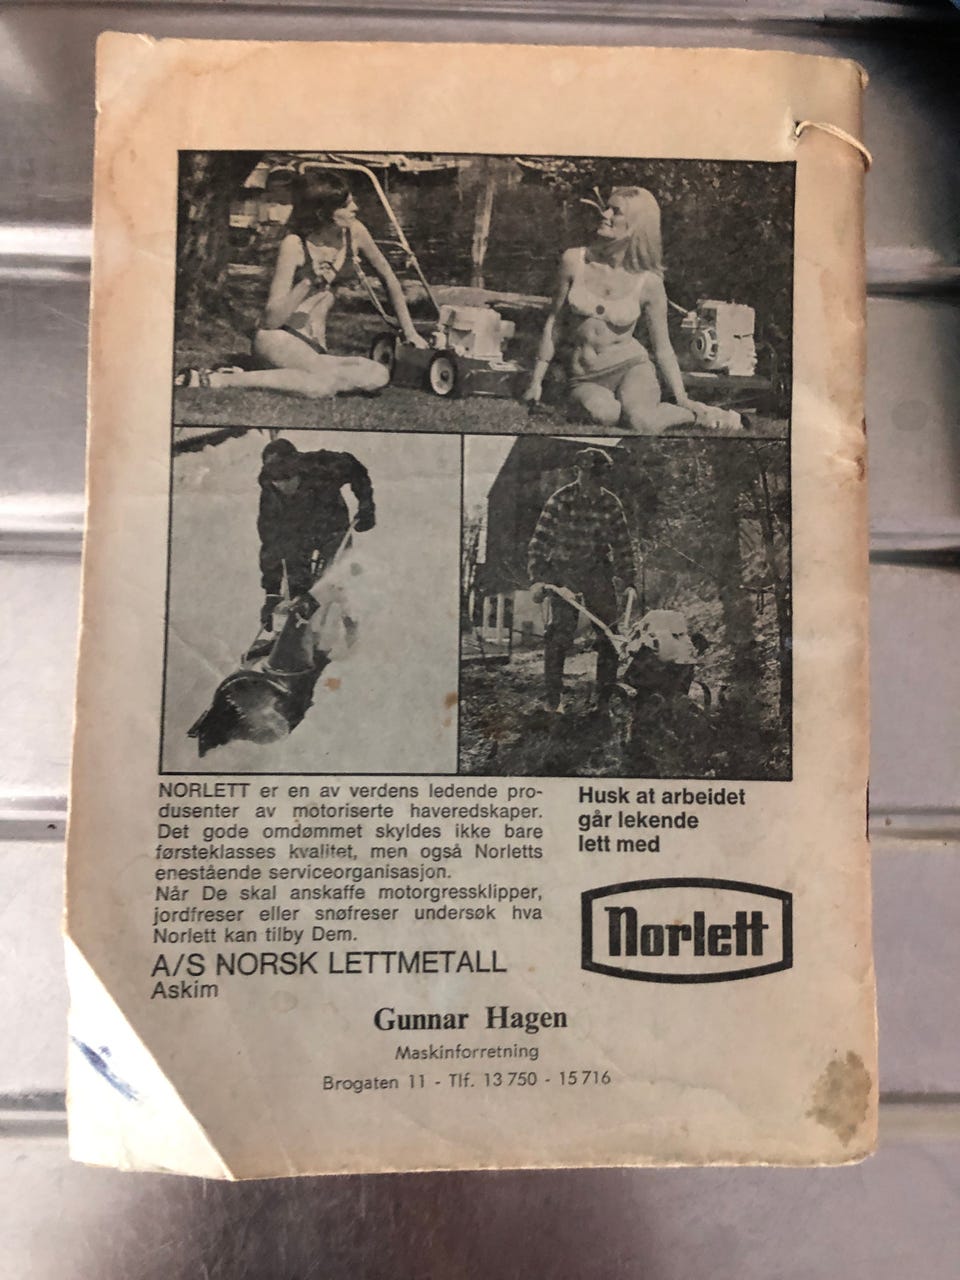 NORLETT er en av verdens ledende pro-
dusenter av motoriserte haveredskaper.
Det gode omdømmet skyldes ikke bare
førsteklasses kvalitet, men også Norletts
enestående serviceorganisasjon.
Når De skal anskaffe motorgressklipper,
jordfreser eller snøfreser undersøk hva
Norlett kan tilby Dem.
A/S NORSK LETTMETALL
Askim
Husk at arbeidet
går lekende
lett med
Norlett
Gunnar Hagen
Maskinforretning
Brogaten 11 - Tlf. 13 750 - 15 716